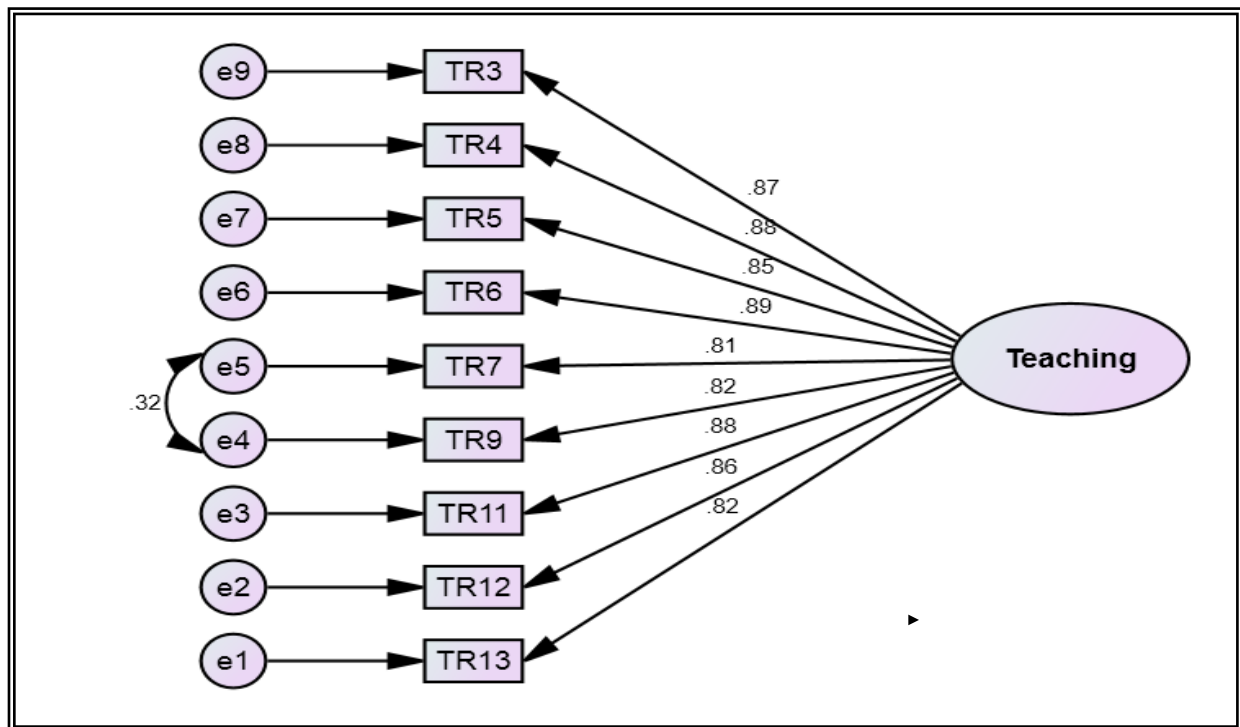 e9 TR3
e8 TR4
.87
e7 TR5 .88
.85
e6 TR6 .89
e5 TR7 .81 Teaching
.32 .82
e4 TR9 .88
.86
e3 TR11 .82
e2 TR12
e1 TR13